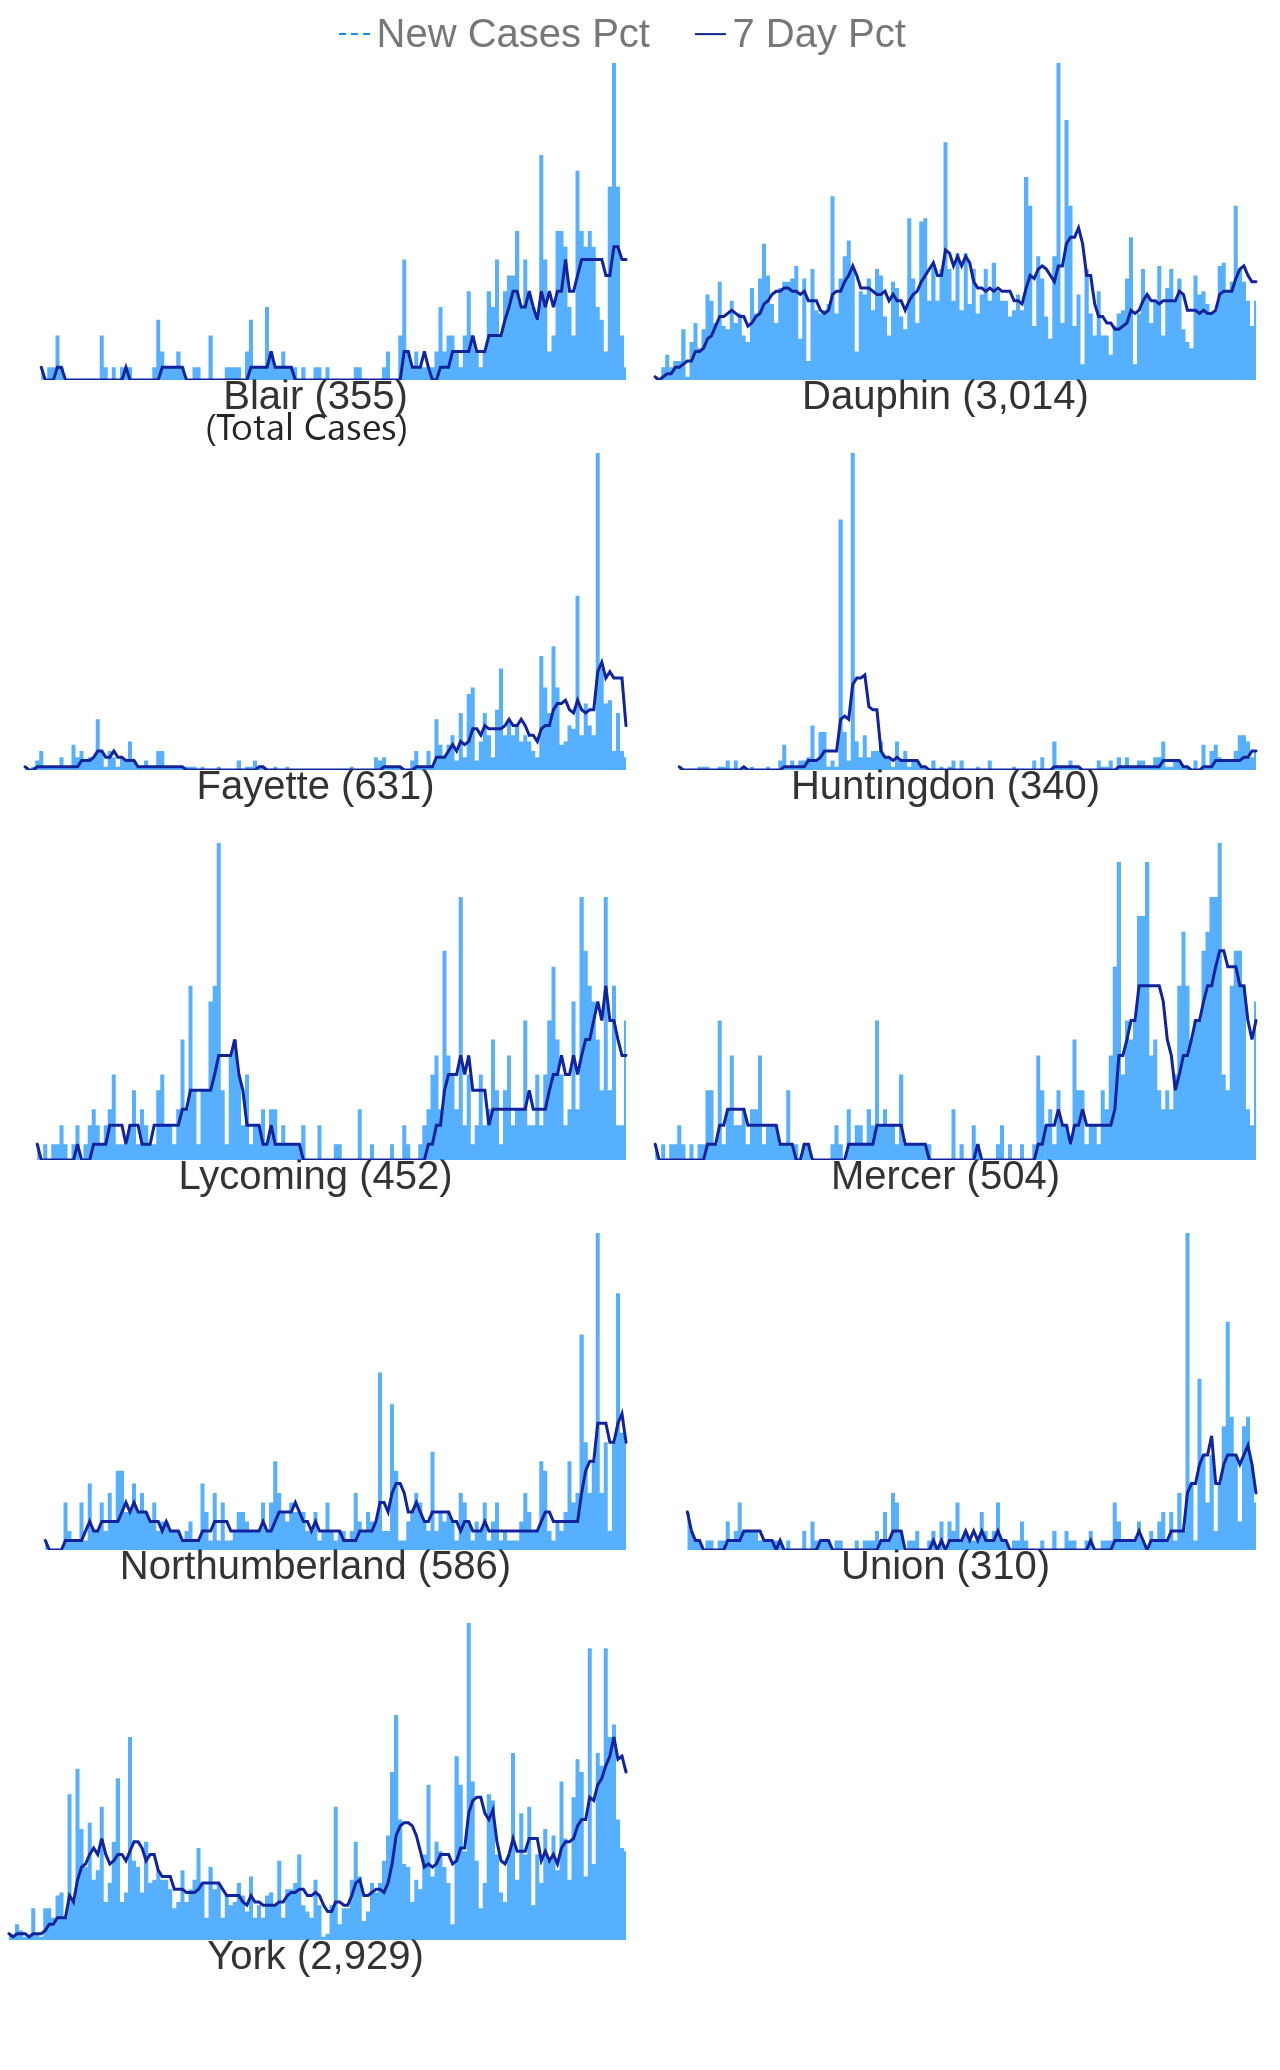 New Cases Pct 7 Day Pct
Blair (355) Dauphin (3,014)
(Total Cases)
Fayette (631) Huntingdon (340)
Lycoming (452) Mercer (504)
Northumberland (586) Union (310)
York (2,929)